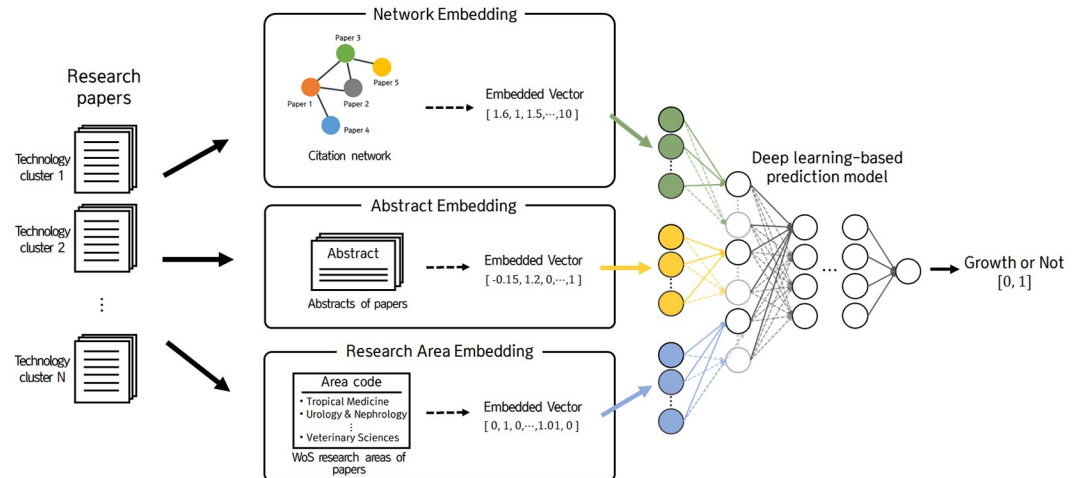 Research
papers
Technology
cluster 1
Technology
cluster 2
⋮
Technology
cluster N
Network Embedding
Paper 3
Paper 5
Paper 1
Paper 2
Paper 4
Citation network
Embedded Vector
[ 1.6, 1, 1.5,⋯,10 ]
Abstract Embedding
Abstract
Abstracts of papers
Embedded Vector
[ -0.15, 1.2, 0,⋯,1 ]
Research Area Embedding
Area code
• Tropical Medicine
• Urology & Nephrology
⋮
• Veterinary Sciences
WoS research areas of
papers
Embedded Vector
[ 0, 1, 0,⋯,1.01, 0 ]
Deep learning-based
prediction model
...
Growth or Not
[0, 1]